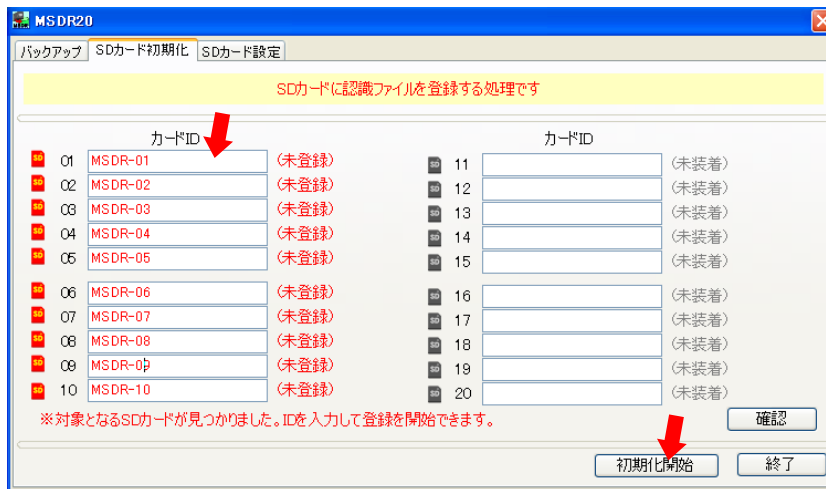 MSDR20
バックアップ SDカード初期化 SDカード設定
SDカードに認識ファイルを登録する処理です
カードID カードID
01 MSDR-01 (未登録) 11 (未装着)
02 MSDR-02 (未登録) 12 (未装着)
03 MSDR-03 (未登録) 13 (未装着)
04 MSDR-04 (未登録) 14 (未装着)
05 MSDR-05 (未登録) 15 (未装着)
06 MSDR-06 (未登録) 16 (未装着)
07 MSDR-07 (未登録) 17 (未装着)
08 MSDR-08 (未登録) 18 (未装着)
09 MSDR-09 (未登録) 19 (未装着)
10 MSDR-10 (未登録) 20 (未装着)
※対象となるSDカードが見つかりました。IDを入力して登録を開始できます。 確認
初期化開始 終了